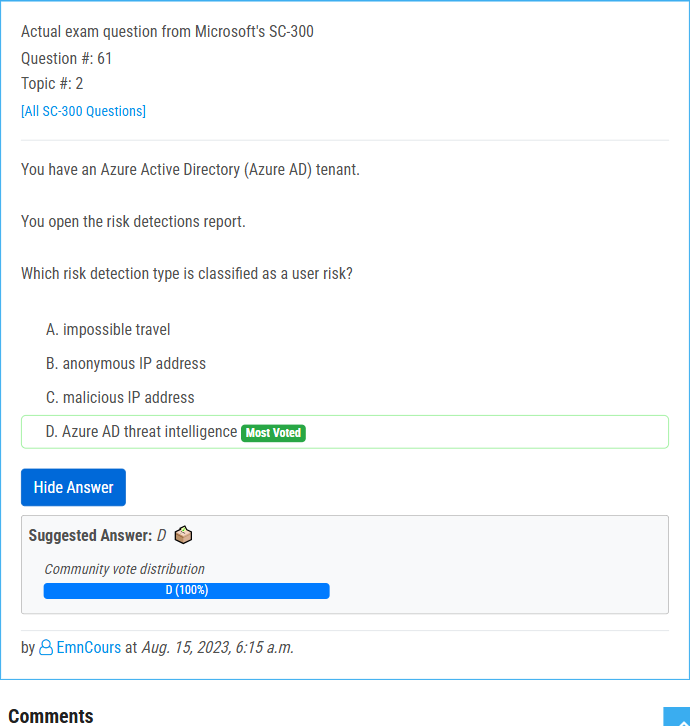 Actual exam question from Microsoft's SC-300
Question #: 61
Topic #: 2
[All SC-300 Questions]
You have an Azure Active Directory (Azure AD) tenant.
You open the risk detections report.
Which risk detection type is classified as a user risk?
A. impossible travel
B. anonymous IP address
C. malicious IP address
D. Azure AD threat intelligence Most Voted
Hide Answer
Suggested Answer: D
Community vote distribution
D (100%)
by EmnCours at Aug. 15, 2023, 6:15 a.m.
Comments